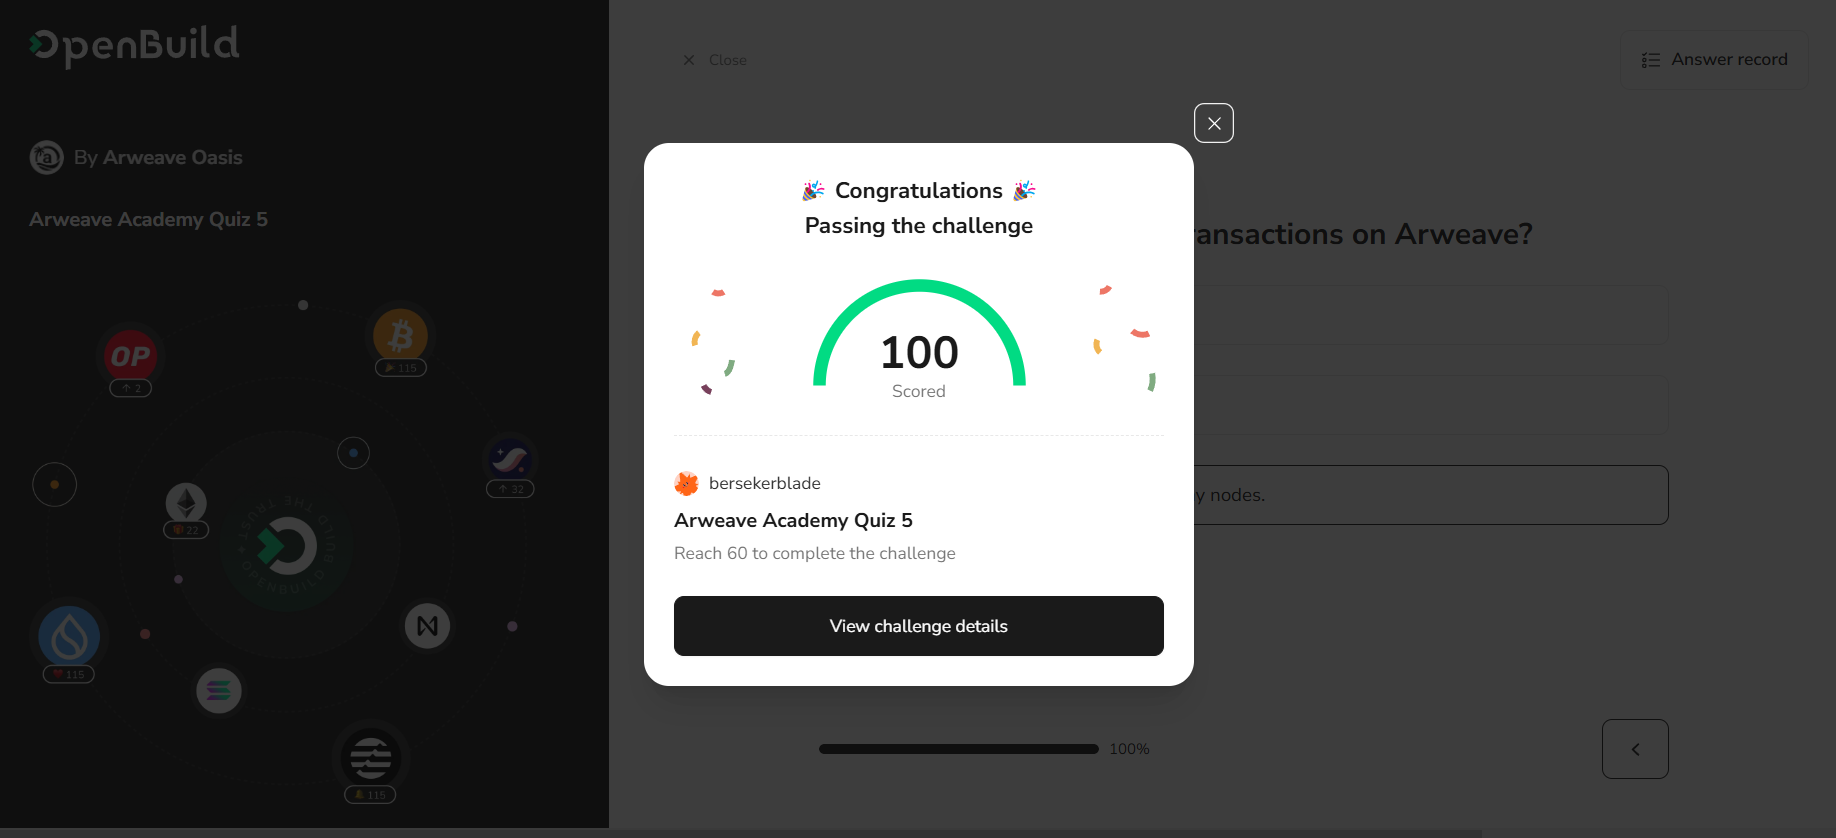 OpenBuild
By Arweave Oasis
Arweave Academy Quiz 5
OP
↑ 2
115
↑ 32
22
BUILD THE TRUST • OPENBUILD
115
115
Close
Answer record
ansactions on Arweave?
y nodes.
100%
Congratulations
Passing the challenge
100
Scored
bersekerblade
Arweave Academy Quiz 5
Reach 60 to complete the challenge
View challenge details